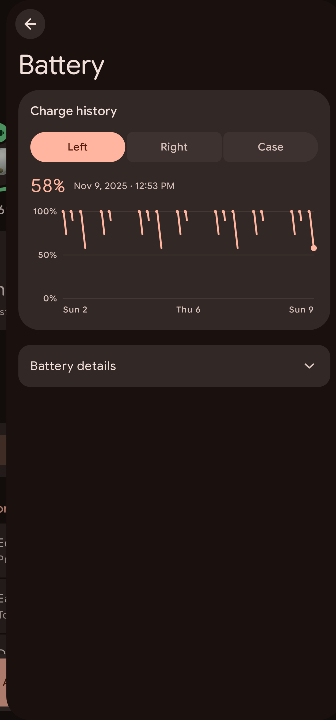 Battery
Charge history
Left
Right
Case
58% Nov 9, 2025 · 12:53 PM
100%
50%
0%
Sun 2
Thu 6
Sun 9
Battery details